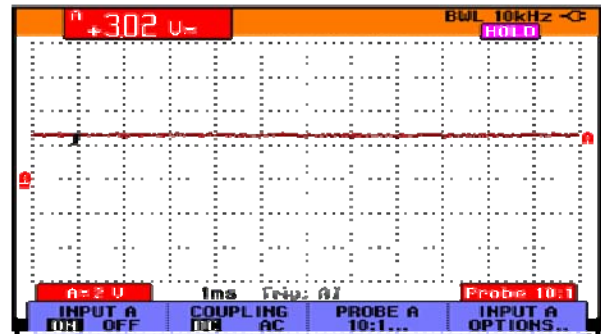 A
+3.02 V=
BWL 10kHz
HOLD
A
A=2 V 1ms Trig: Probe 10:1
INPUT A COUPLING PROBE A INPUT A
ON OFF DC AC 10:1... OPTIONS..